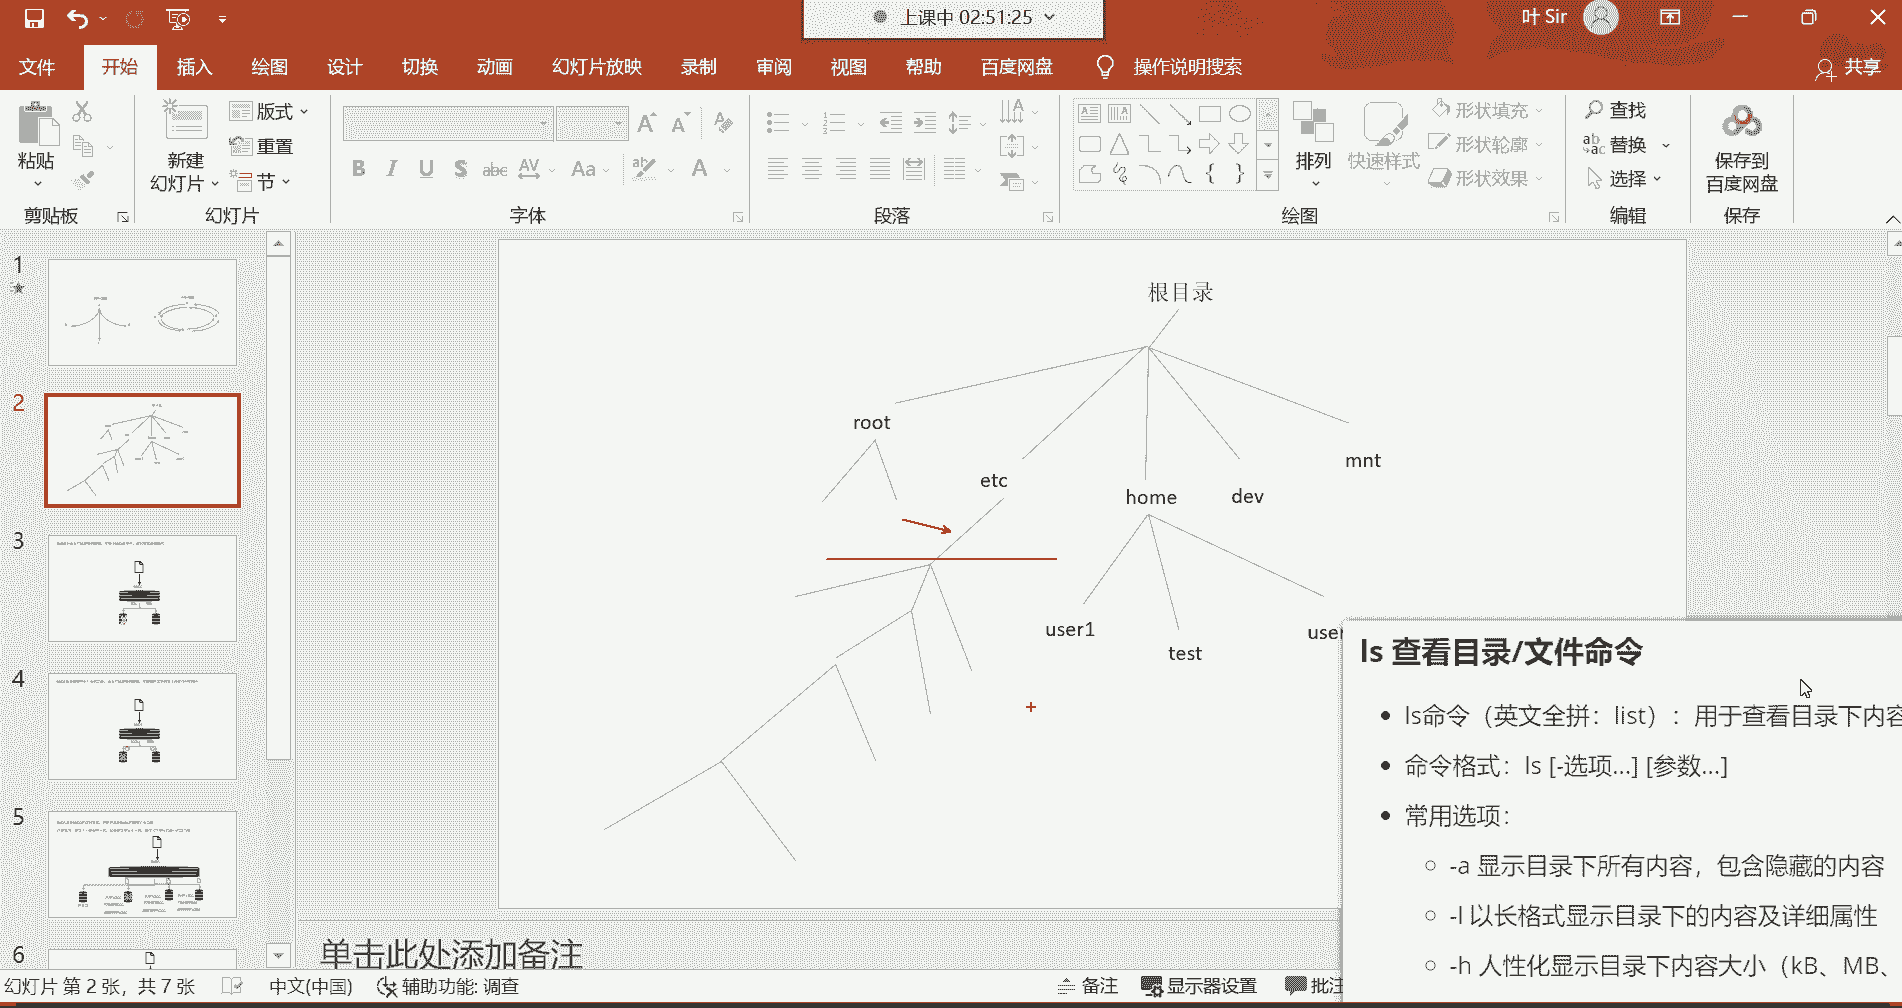 上课中 02:51:25
叶 Sir
文件 开始 插入 绘图 设计 切换 动画 幻灯片放映 录制 审阅 视图 帮助 百度网盘 操作说明搜索 共享
粘贴
剪贴板
新建
幻灯片
版式
重置
节
幻灯片
B I U S abc AV Aa A
字体
段落
排列
快速样式
形状填充
形状轮廓
形状效果
绘图
查找
替换
选择
编辑
保存到
百度网盘
保存
1
2
3
4
5
6
根目录
root
etc
home
dev
mnt
user1
test
user
ls 查看目录/文件命令
ls命令（英文全拼：list）：用于查看目录下内容
命令格式：ls [-选项...] [参数...]
常用选项：
-a 显示目录下所有内容，包含隐藏的内容
-l 以长格式显示目录下的内容及详细属性
-h 人性化显示目录下内容大小（kB、MB、
单击此处添加备注
幻灯片 第 2 张，共 7 张 中文(中国) 辅助功能: 调查 备注 显示器设置 批注